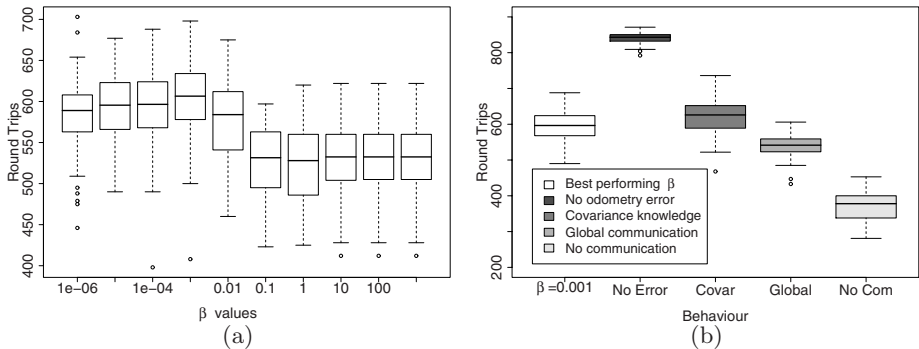 Round Trips
700
650
600
550
500
450
400
1e−06 1e−04 0.01 0.1 1 10 100
β values
(a)
Round Trips
800
600
400
200
Best performing β
No odometry error
Covariance knowledge
Global communication
No communication
β =0.001 No Error Covar Global No Com
Behaviour
(b)